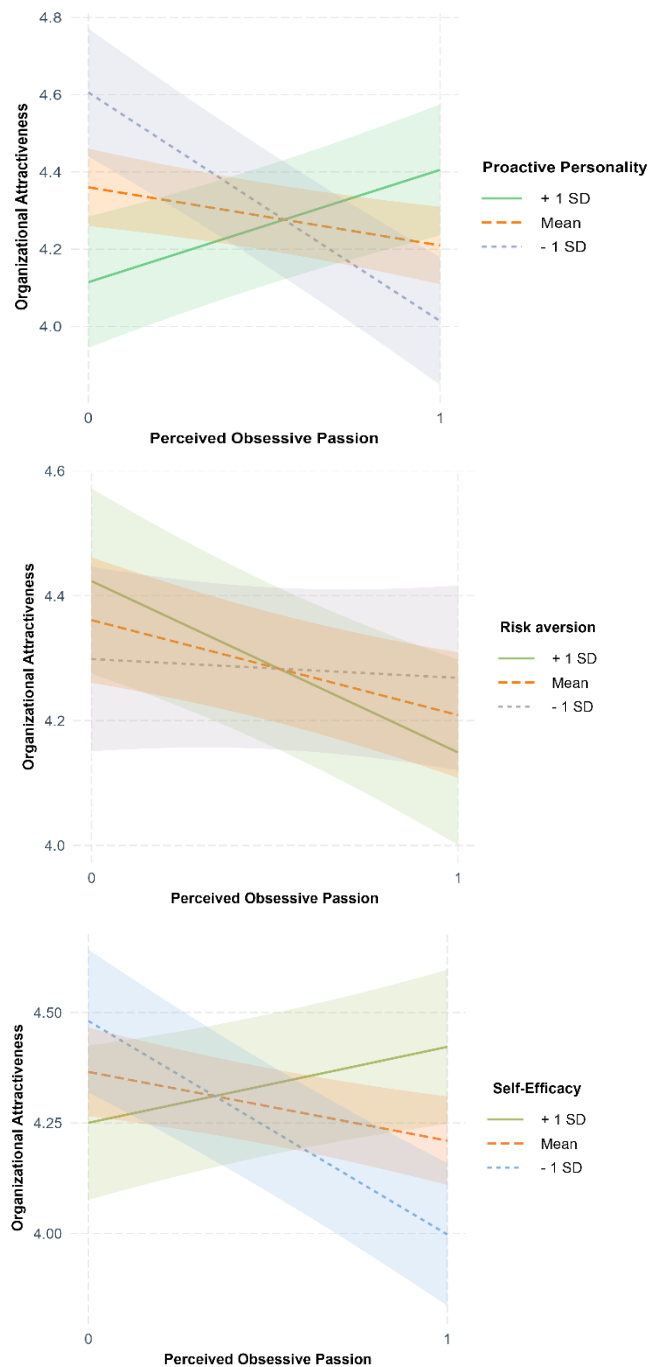 4.8
4.6
4.4
4.2
4.0
Organizational Attractiveness
0
1
Perceived Obsessive Passion
Proactive Personality
+ 1 SD
Mean
- 1 SD
4.6
4.4
4.2
4.0
Organizational Attractiveness
0
1
Perceived Obsessive Passion
Risk aversion
+ 1 SD
Mean
- 1 SD
4.50
4.25
4.00
Organizational Attractiveness
0
1
Perceived Obsessive Passion
Self-Efficacy
+ 1 SD
Mean
- 1 SD